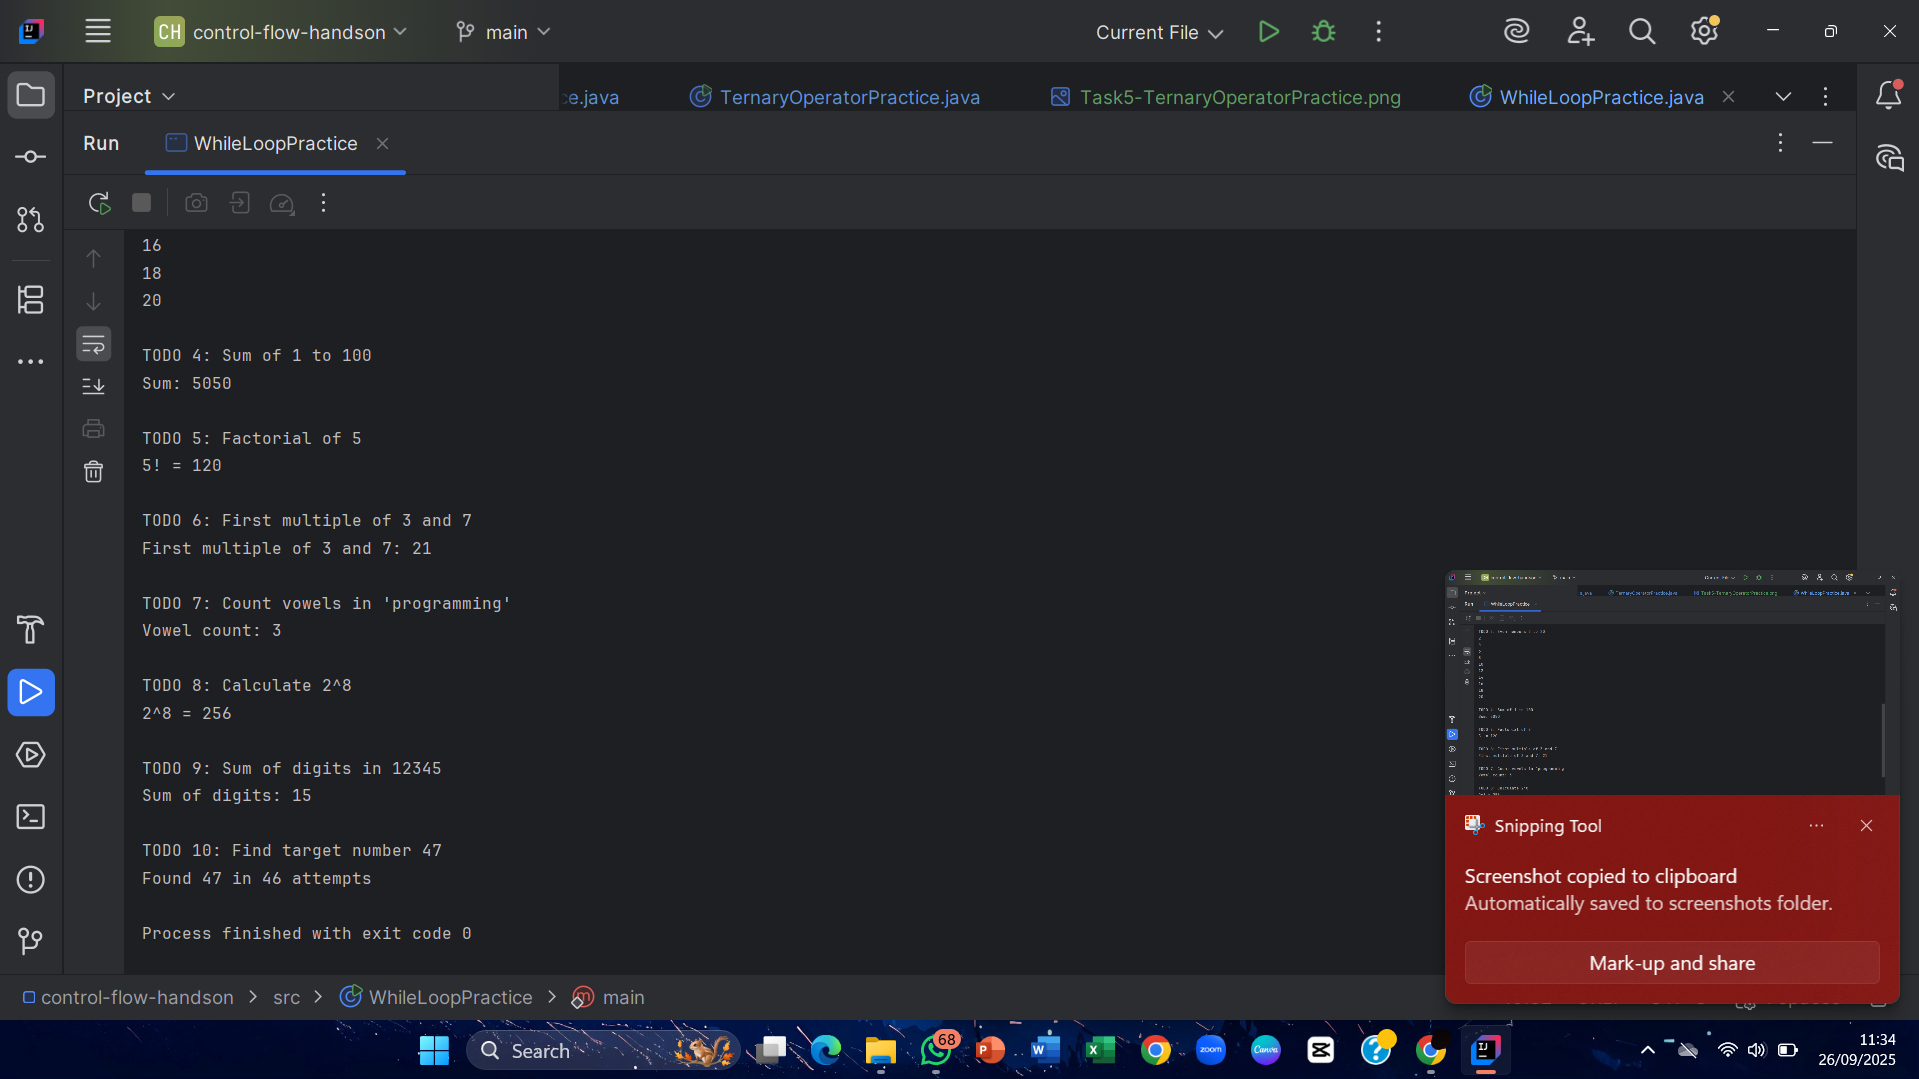 CH control-flow-handson
main
Current File
Project
ce.java
TernaryOperatorPractice.java
Task5-TernaryOperatorPractice.png
WhileLoopPractice.java
Run
WhileLoopPractice
16
18
20
TODO 4: Sum of 1 to 100
Sum: 5050
TODO 5: Factorial of 5
5! = 120
TODO 6: First multiple of 3 and 7
First multiple of 3 and 7: 21
TODO 7: Count vowels in 'programming'
Vowel count: 3
TODO 8: Calculate 2^8
2^8 = 256
TODO 9: Sum of digits in 12345
Sum of digits: 15
TODO 10: Find target number 47
Found 47 in 46 attempts
Process finished with exit code 0
Snipping Tool
Screenshot copied to clipboard
Automatically saved to screenshots folder.
Mark-up and share
control-flow-handson > src > WhileLoopPractice > main
Search
68
zoom
Canva
11:34
26/09/2025